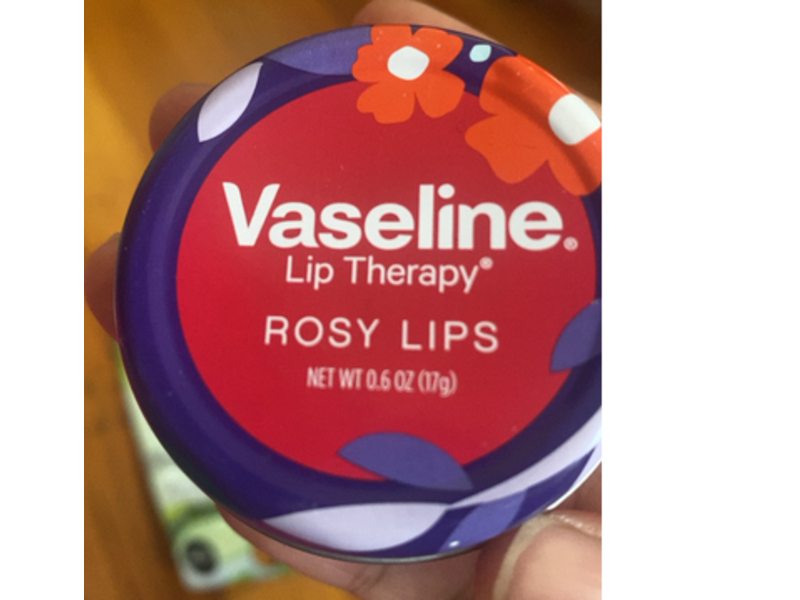 Vaseline®
Lip Therapy®
ROSY LIPS
NET WT 0.6 OZ (17g)